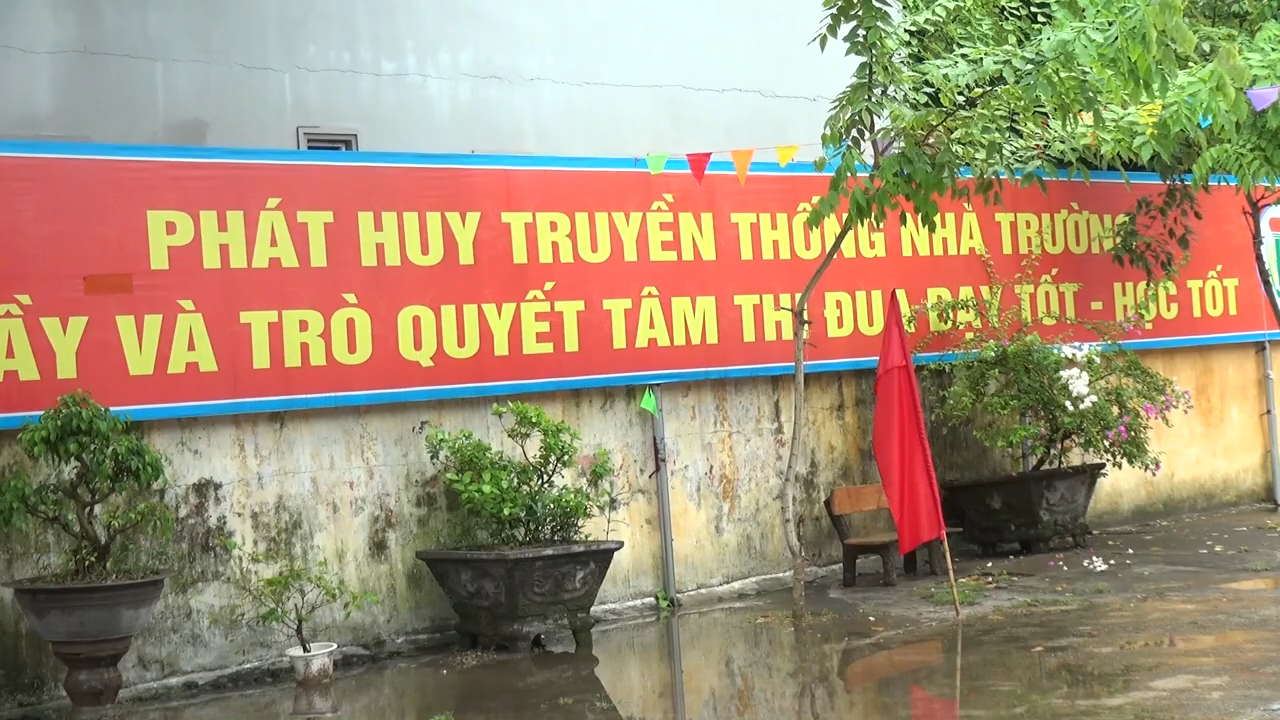 PHÁT HUY TRUYỀN THỐNG NHÀ TRƯỜNG
ẦY VÀ TRÒ QUYẾT TÂM THI ĐUA DẠY TỐT - HỌC TỐT